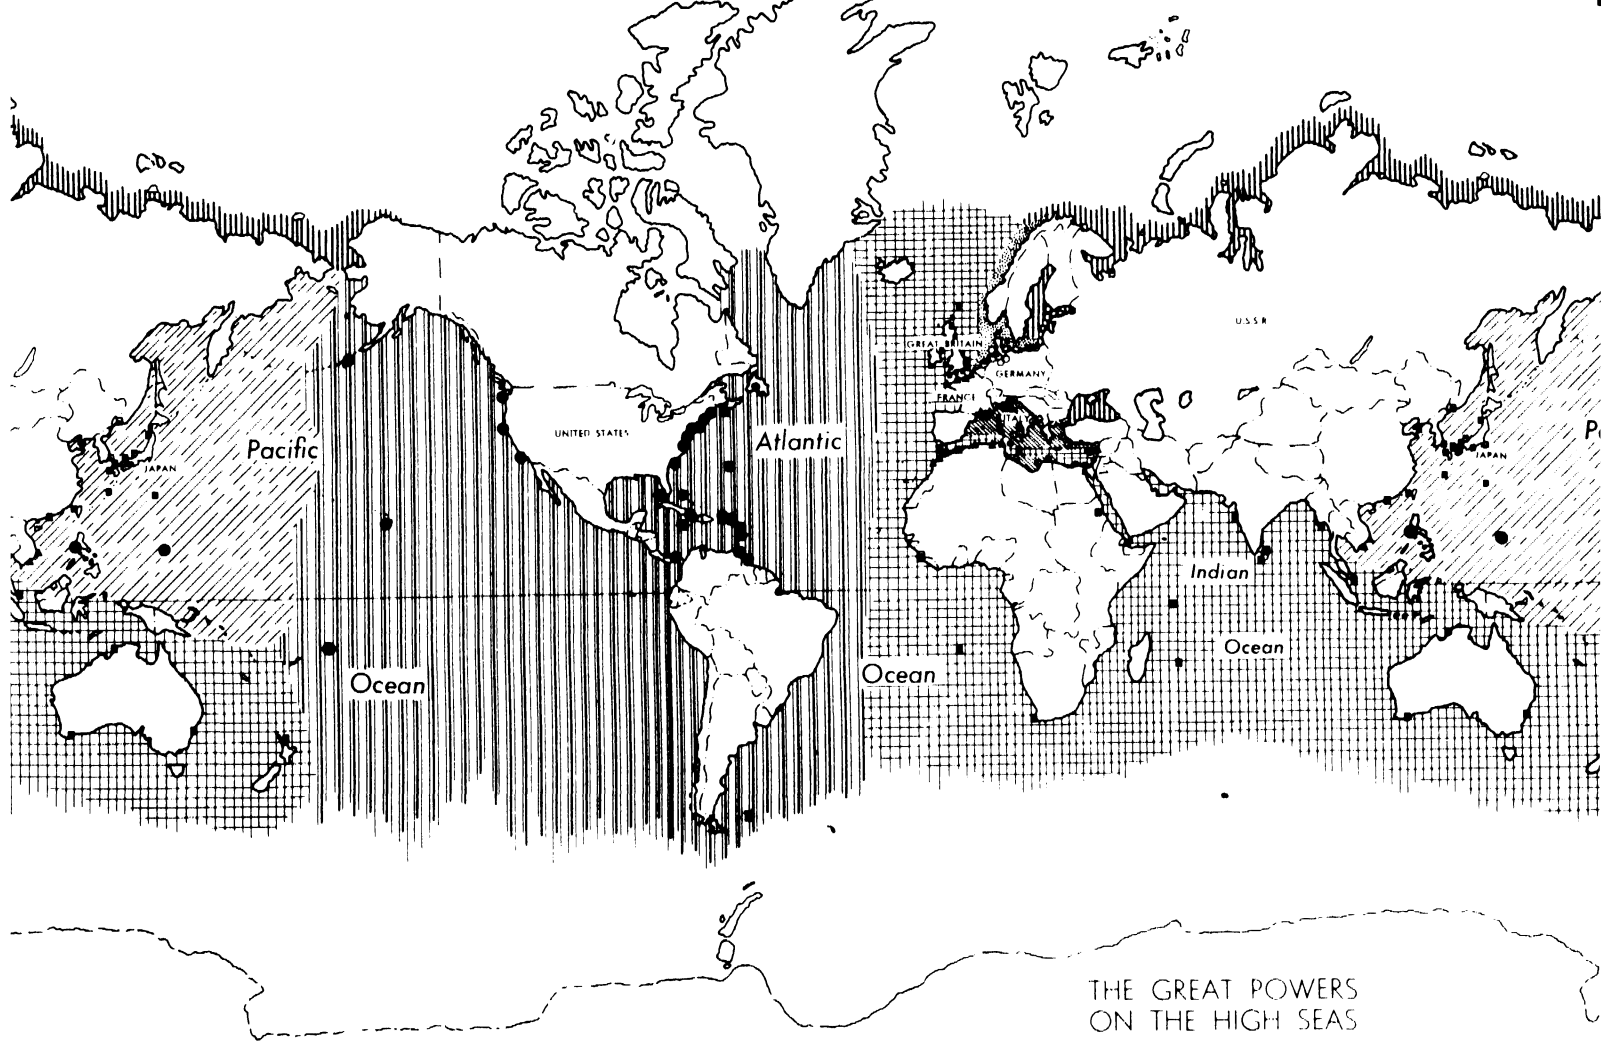 U.S.S.R
GREAT BRITAIN
GERMANY
FRANCE
ITALY
Pacific
UNITED STATES
Atlantic
JAPAN
JAPAN
Indian
Ocean
Ocean
Ocean
THE GREAT POWERS
ON THE HIGH SEAS